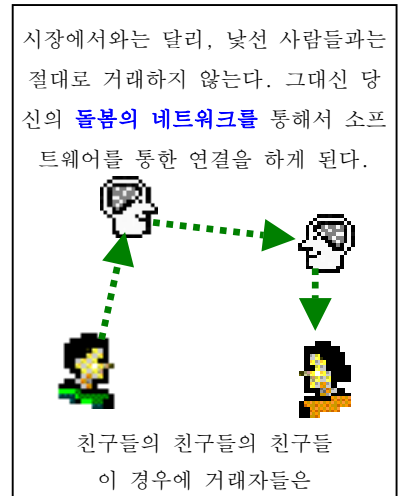 시장에서와는 달리, 낯선 사람들과는
절대로 거래하지 않는다. 그대신 당
신의 돌봄의 네트워크를 통해서 소프
트웨어를 통한 연결을 하게 된다.
친구들의 친구들의 친구들
이 경우에 거래자들은